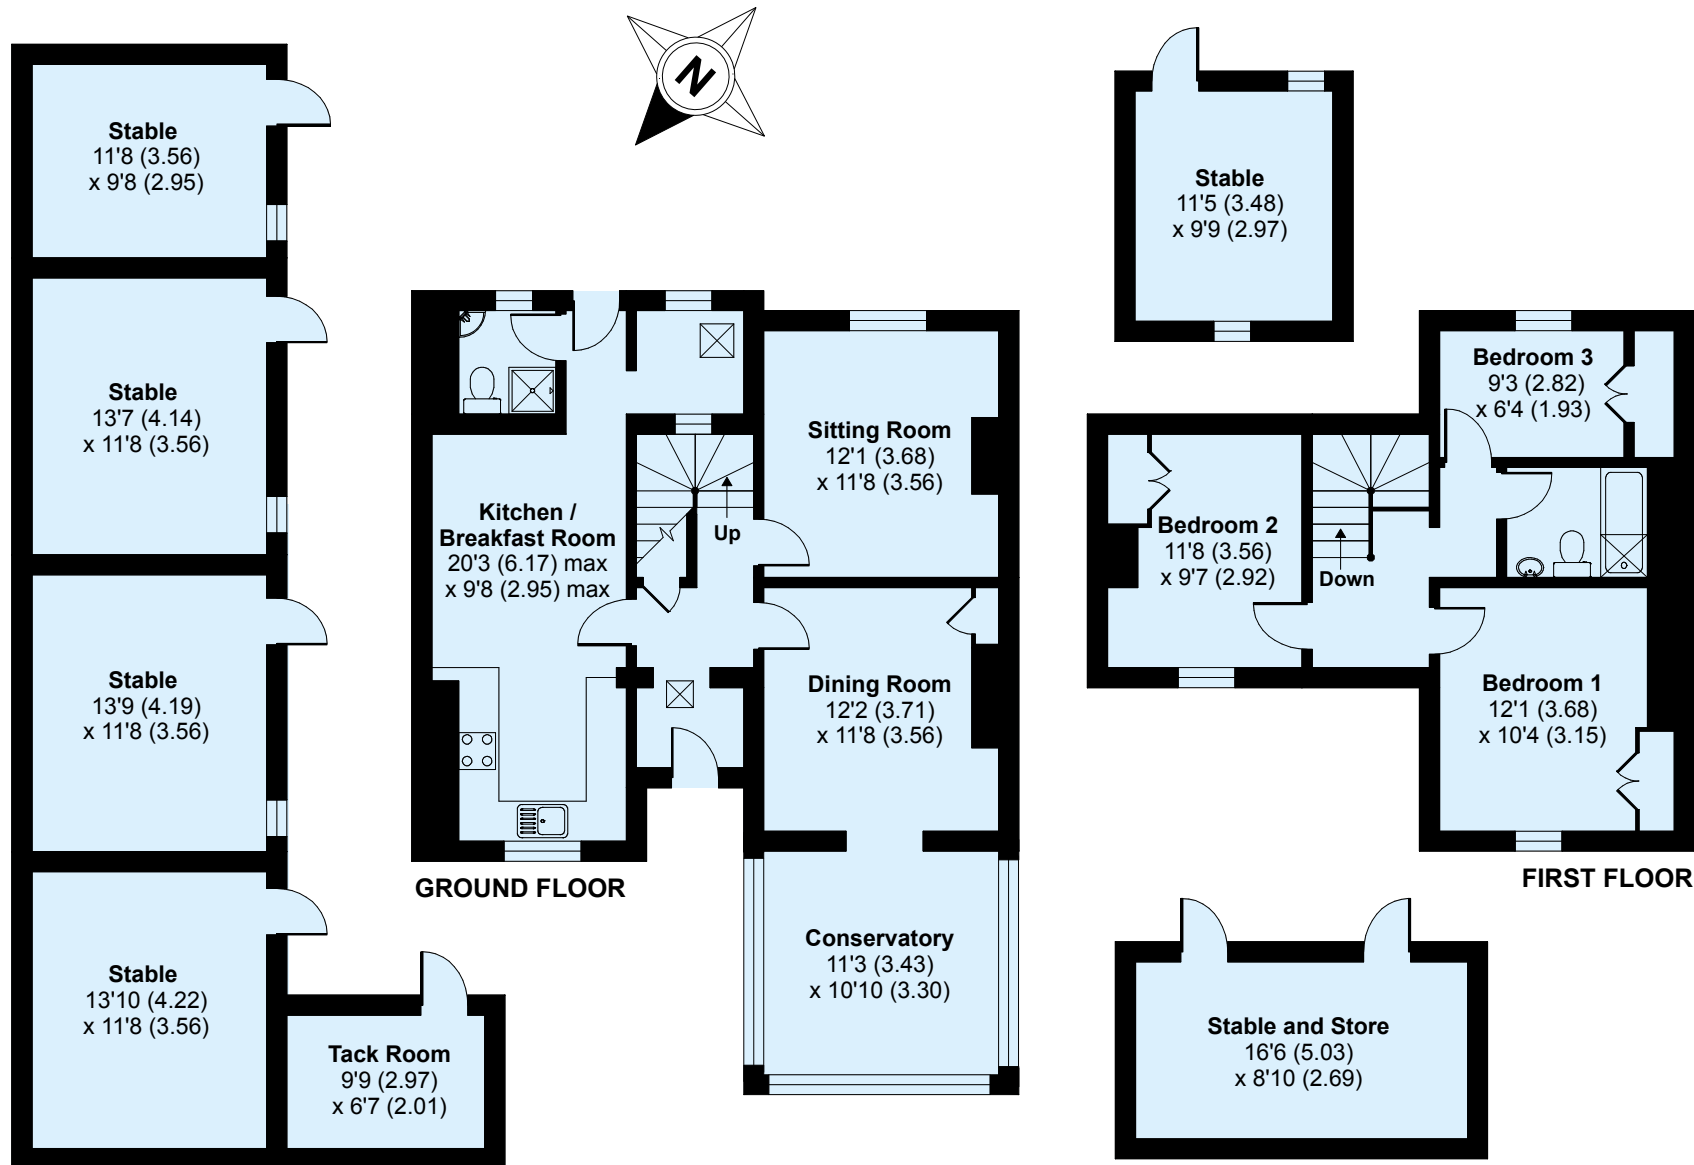 N
Stable
11'8 (3.56)
x 9'8 (2.95)
Stable
13'7 (4.14)
x 11'8 (3.56)
Stable
13'9 (4.19)
x 11'8 (3.56)
Stable
13'10 (4.22)
x 11'8 (3.56)
Tack Room
9'9 (2.97)
x 6'7 (2.01)
Kitchen /
Breakfast Room
20'3 (6.17) max
x 9'8 (2.95) max
Up
Sitting Room
12'1 (3.68)
x 11'8 (3.56)
Dining Room
12'2 (3.71)
x 11'8 (3.56)
Conservatory
11'3 (3.43)
x 10'10 (3.30)
GROUND FLOOR
Stable
11'5 (3.48)
x 9'9 (2.97)
Bedroom 3
9'3 (2.82)
x 6'4 (1.93)
Bedroom 2
11'8 (3.56)
x 9'7 (2.92)
Down
Bedroom 1
12'1 (3.68)
x 10'4 (3.15)
FIRST FLOOR
Stable and Store
16'6 (5.03)
x 8'10 (2.69)